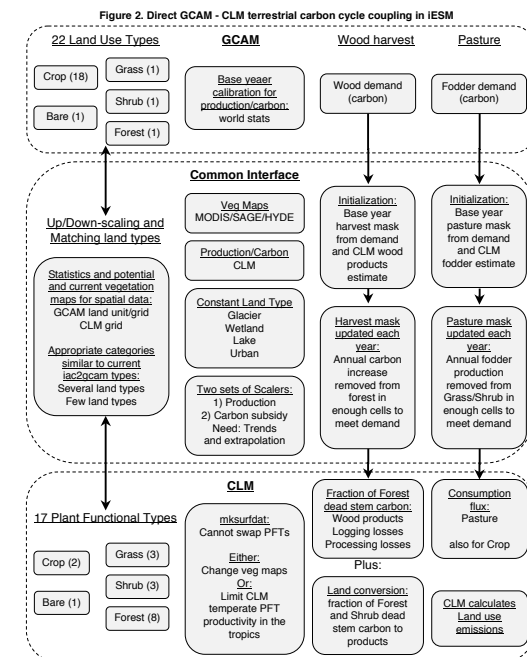 Figure 2. Direct GCAM - CLM terrestrial carbon cycle coupling in iESM
22 Land Use Types
Crop (18)
Grass (1)
Bare (1)
Shrub (1)
Forest (1)
GCAM
Base yeaer
calibration for
production/carbon:
world stats
Wood harvest
Wood demand
(carbon)
Pasture
Fodder demand
(carbon)
Common Interface
Up/Down-scaling and
Matching land types
Statistics and potential
and current vegetation
maps for spatial data:
GCAM land unit/grid
CLM grid
Appropriate categories
similar to current
iac2gcam types:
Several land types
Few land types
Veg Maps
MODIS/SAGE/HYDE
Production/Carbon
CLM
Constant Land Type
Glacier
Wetland
Lake
Urban
Two sets of Scalers:
1) Production
2) Carbon subsidy
Need: Trends
and extrapolation
Initialization:
Base year
harvest mask
from demand
and CLM wood
products
estimate
Harvest mask
updated each
year:
Annual carbon
increase
removed from
forest in
enough cells to
meet demand
Initialization:
Base year
pasture mask
from demand
and CLM
fodder estimate
Pasture mask
updated each
year:
Annual fodder
production
removed from
Grass/Shrub in
enough cells to
meet demand
17 Plant Functional Types
Crop (2)
Grass (3)
Bare (1)
Shrub (3)
Forest (8)
CLM
mksurfdat:
Cannot swap PFTs
Either:
Change veg maps
Or:
Limit CLM
temperate PFT
productivity in the
tropics
Fraction of Forest
dead stem carbon:
Wood products
Logging losses
Processing losses
Plus:
Land conversion:
fraction of Forest
and Shrub dead
stem carbon to
products
Consumption
flux:
Pasture
also for Crop
CLM calculates
Land use
emissions